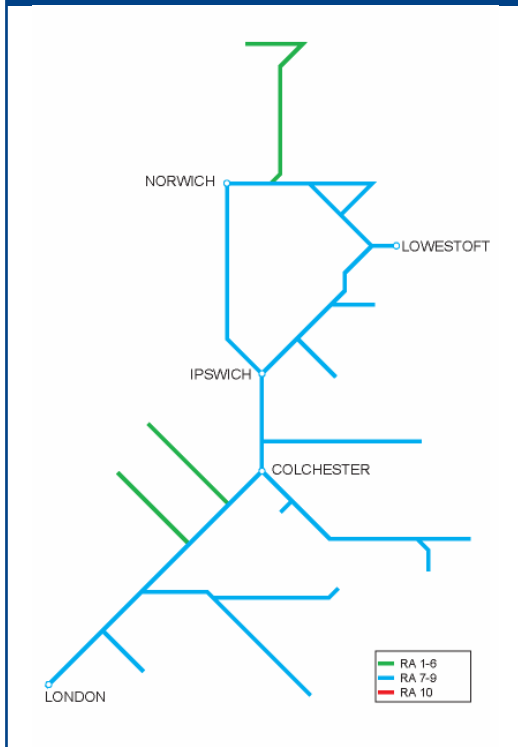 NORWICH
LOWESTOFT
IPSWICH
COLCHESTER
LONDON
RA 1-6
RA 7-9
RA 10